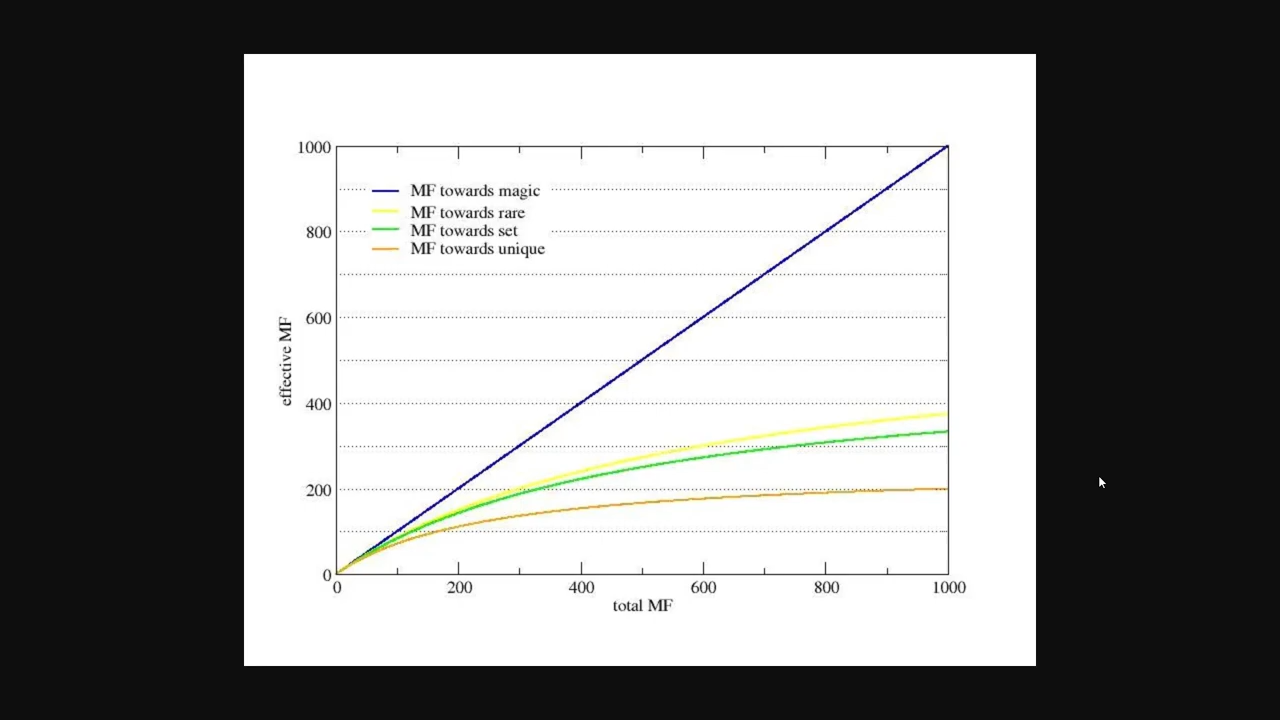 1000
MF towards magic
MF towards rare
800
MF towards set
MF towards unique
600
effective MF
400
200
0
0 200 400 600 800 1000
total MF